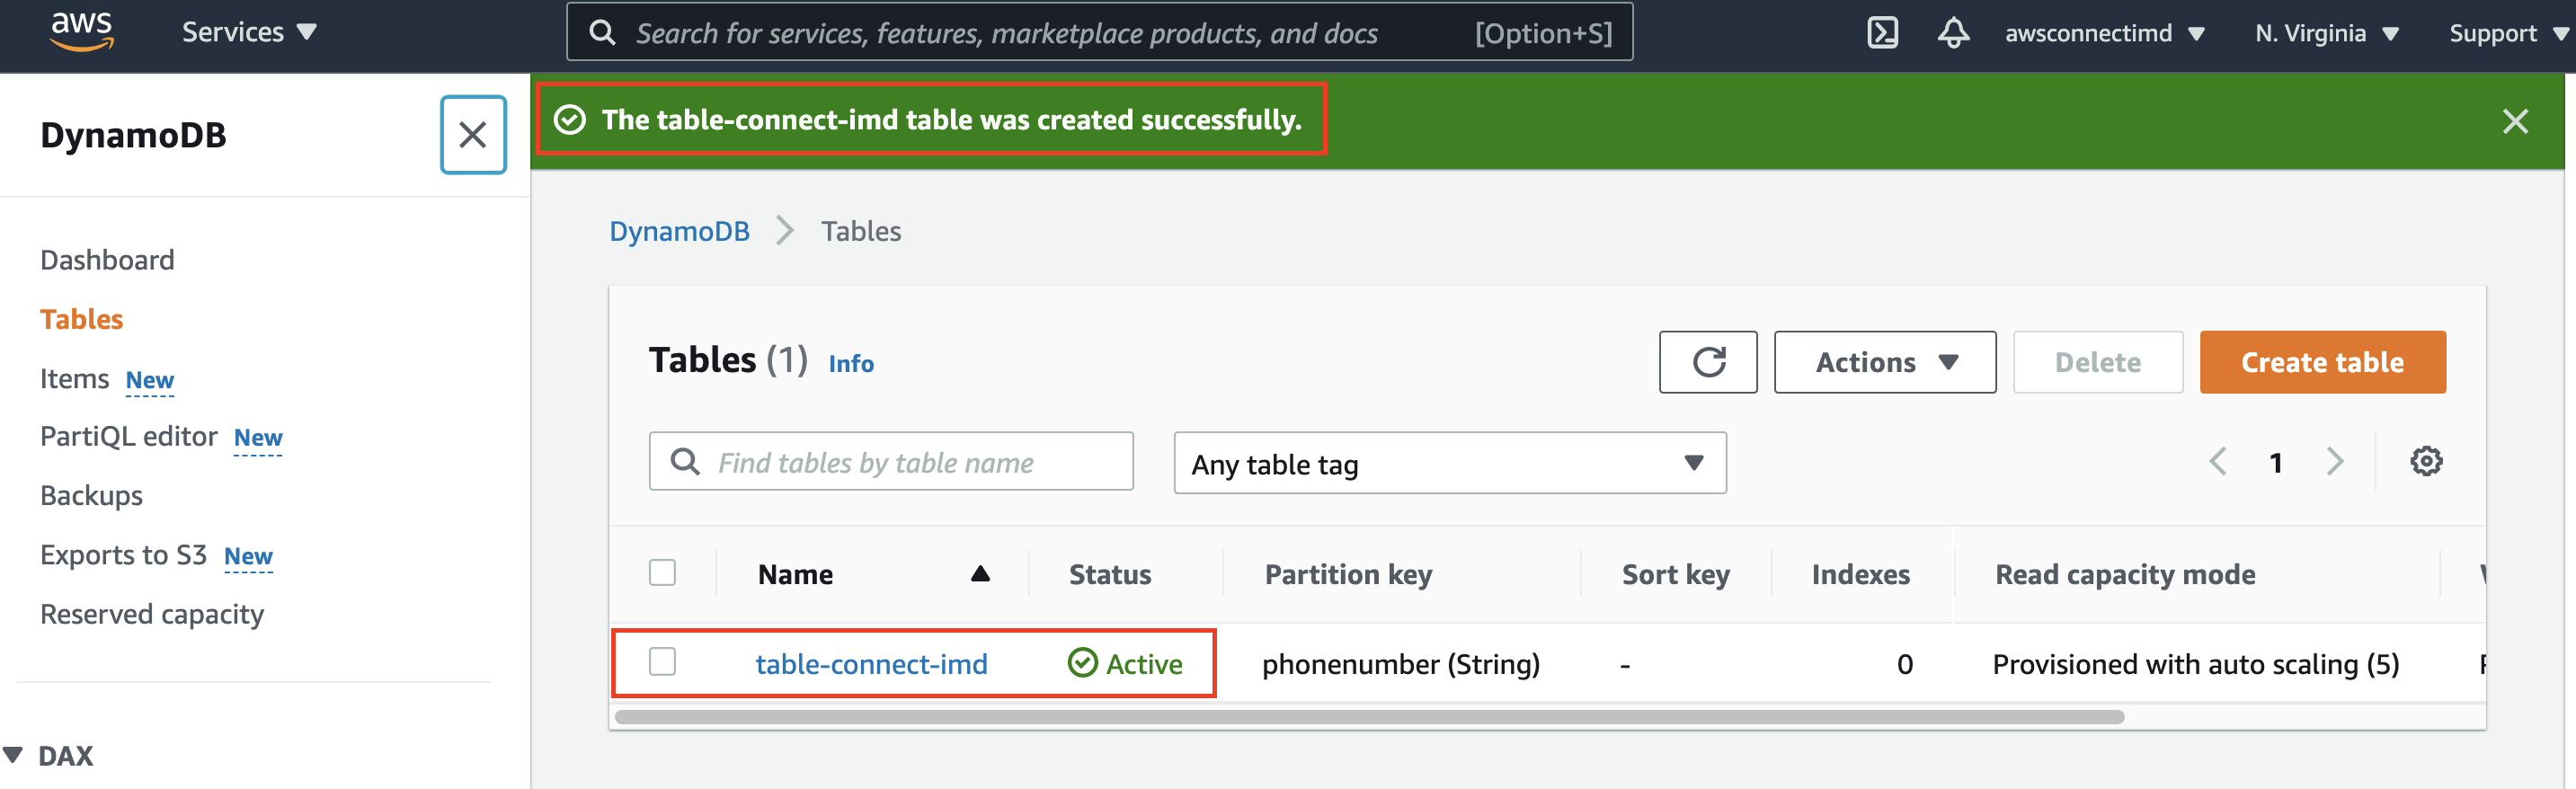 aws
Services
Search for services, features, marketplace products, and docs
[Option+S]
awsconnectimd
N. Virginia
Support
DynamoDB
The table-connect-imd table was created successfully.
Dashboard
Tables
Items New
PartiQL editor New
Backups
Exports to S3 New
Reserved capacity
DAX
DynamoDB
Tables
Tables (1) Info
Actions
Delete
Create table
Find tables by table name
Any table tag
1
Name
Status
Partition key
Sort key
Indexes
Read capacity mode
table-connect-imd
Active
phonenumber (String)
-
0
Provisioned with auto scaling (5)